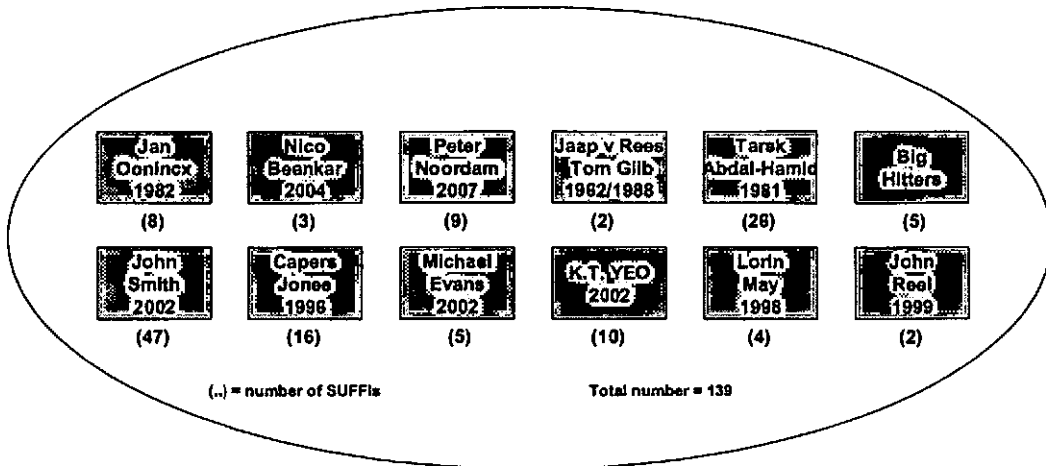 Jan
Oonincx
1982
(8)
Nico
Beenkar
2004
(3)
Peter
Noordam
2007
(9)
Jaap v Rees
Tom Gilb
1982/1988
(2)
Tarek
Abdal-Hamid
1981
(26)
Big
Hitters
(5)
John
Smith
2002
(47)
Capers
Jones
1996
(16)
Michael
Evans
2002
(5)
K.T. YEO
2002
(10)
Lorin
May
1998
(4)
John
Reel
1999
(2)
(..) = number of SUFFIs
Total number = 139